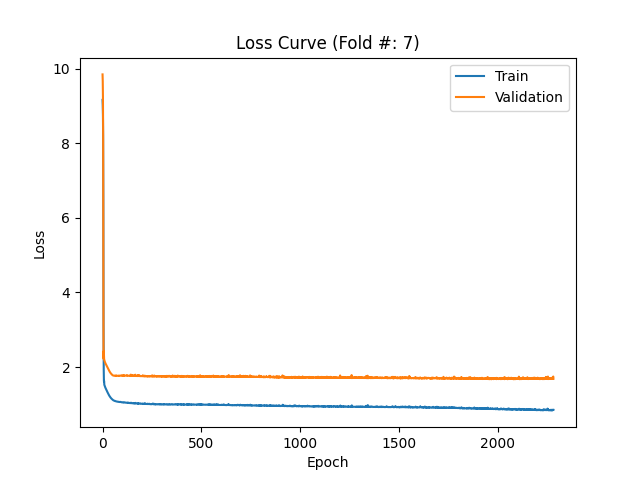 Loss Curve (Fold #: 7)
Train
Validation
10
8
6
4
2
Loss
0 500 1000 1500 2000
Epoch